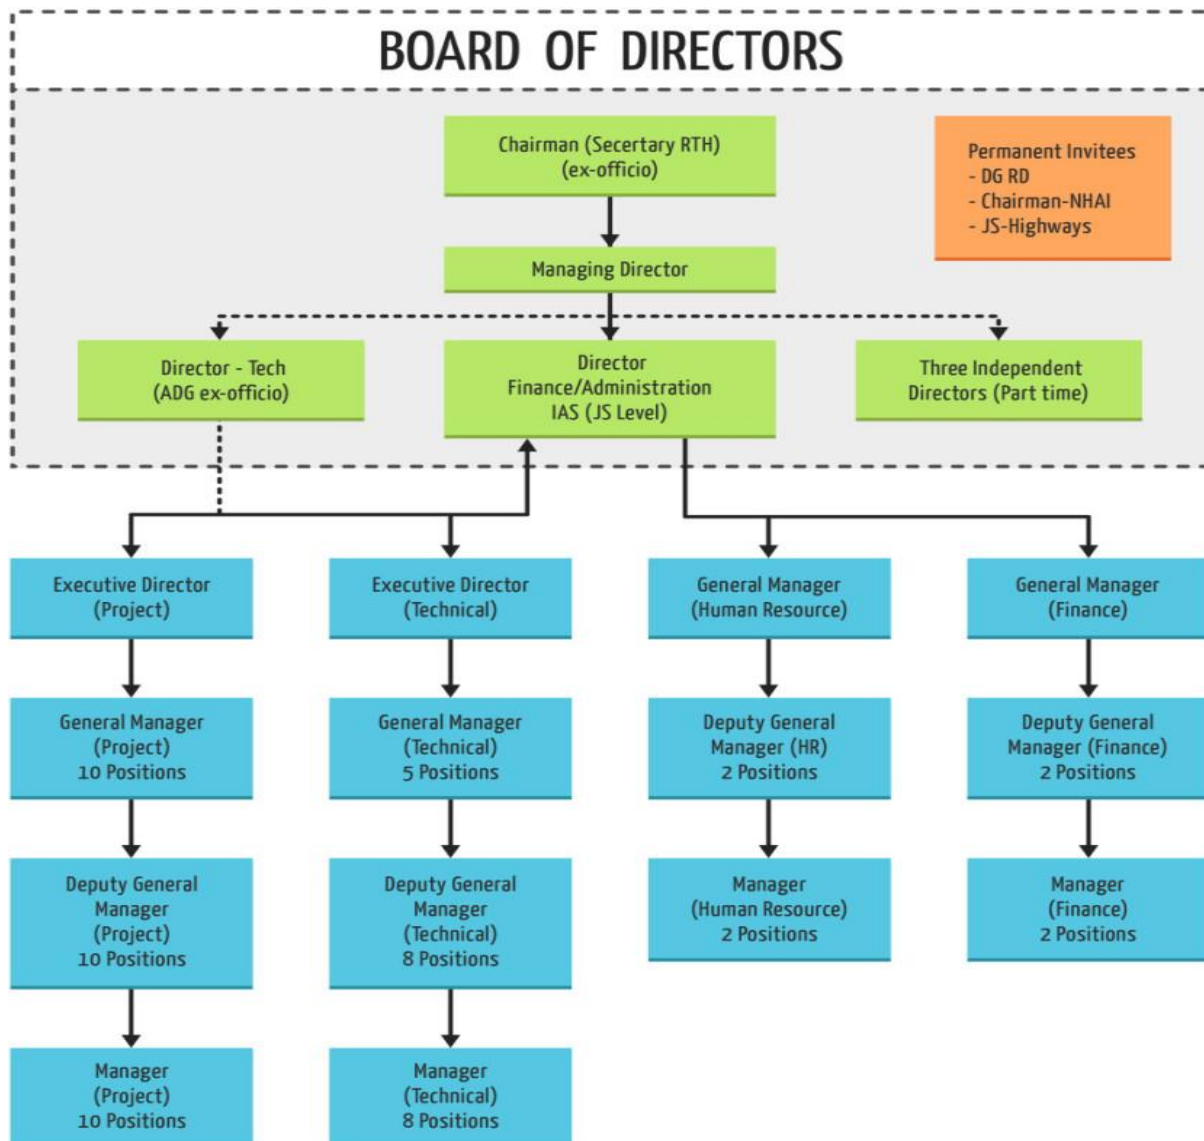 BOARD OF DIRECTORS
Chairman (Secertary RTH)
(ex-officio)
Permanent Invitees
- DG RD
- Chairman-NHAI
- JS-Highways
Managing Director
Director - Tech
(ADG ex-officio)
Director
Finance/Administration
IAS (JS Level)
Three Independent
Directors (Part time)
Executive Director
(Project)
Executive Director
(Technical)
General Manager
(Human Resource)
General Manager
(Finance)
General Manager
(Project)
10 Positions
General Manager
(Technical)
5 Positions
Deputy General
Manager (HR)
2 Positions
Deputy General
Manager (Finance)
2 Positions
Deputy General
Manager
(Project)
10 Positions
Deputy General
Manager
(Technical)
8 Positions
Manager
(Human Resource)
2 Positions
Manager
(Finance)
2 Positions
Manager
(Project)
10 Positions
Manager
(Technical)
8 Positions